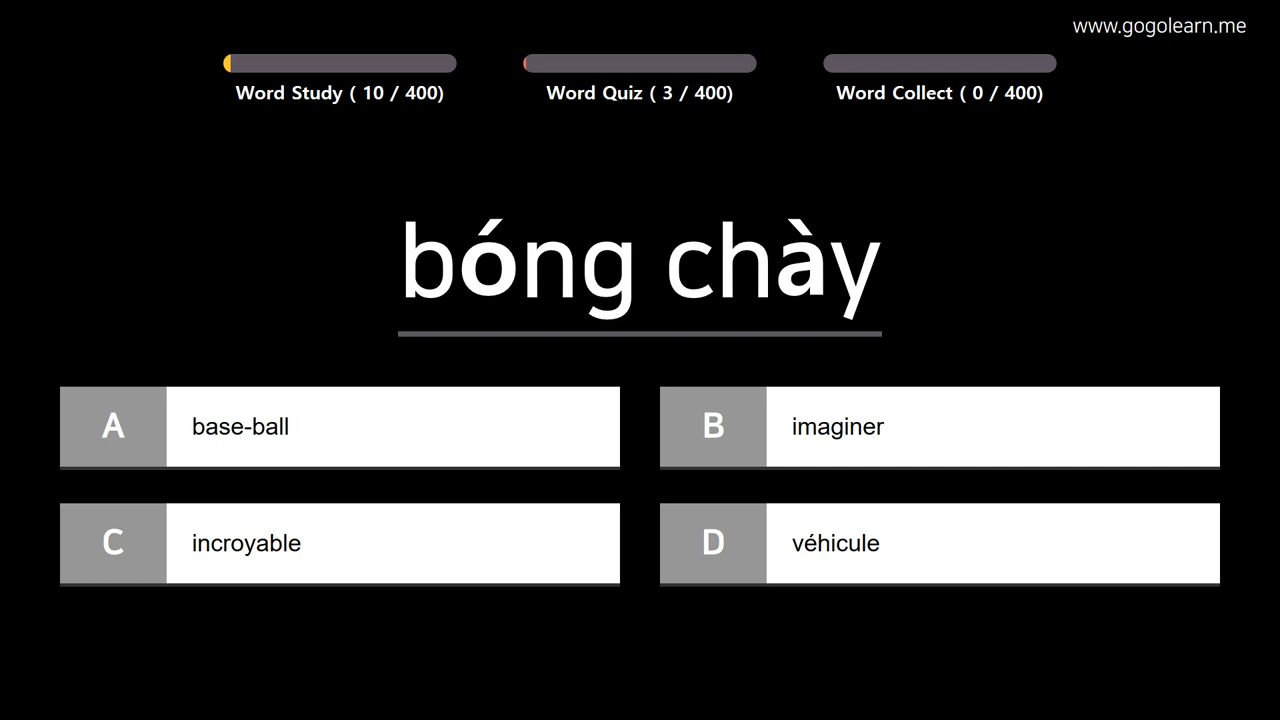 www.gogolearn.me
Word Study ( 10 / 400)
Word Quiz ( 3 / 400)
Word Collect ( 0 / 400)
bóng chày
A
base-ball
B
imaginer
C
incroyable
D
véhicule